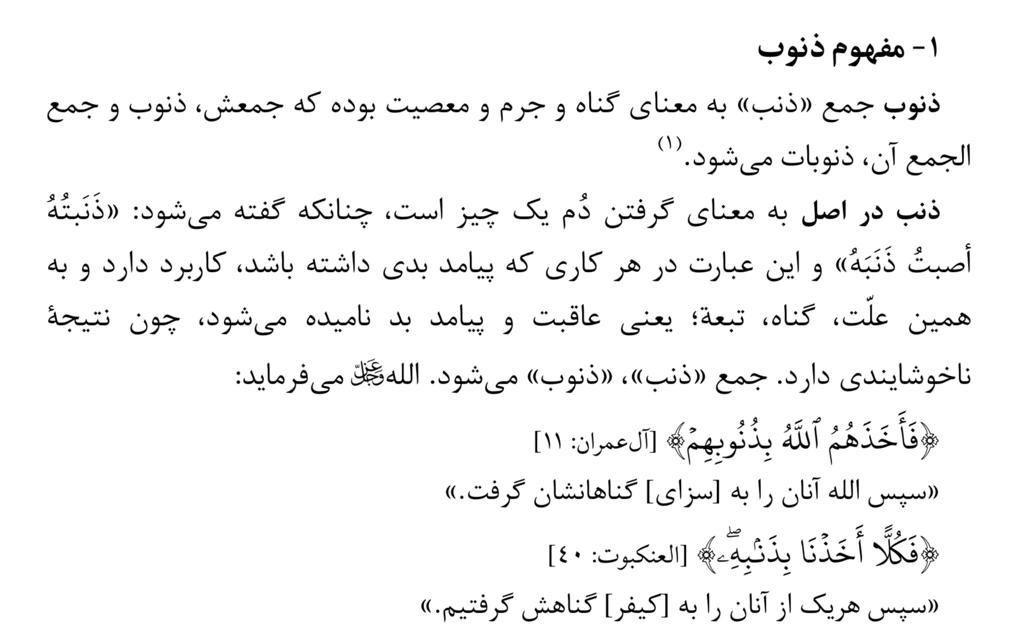 ۱- مفهوم ذنوب
ذنوب جمع «ذنب» به معنای گناه و جرم و معصیت بوده که جمعش، ذنوب و جمع
الجمع آن، ذنوبات می‌شود.(۱)
ذنب در اصل به معنای گرفتن دُم یک چیز است، چنانکه گفته می‌شود: «ذَنَبتُهُ
أصبتُ ذَنَبَهُ» و این عبارت در هر کاری که پیامد بدی داشته باشد، کاربرد دارد و به
همین علّت، گناه، تبعة؛ یعنی عاقبت و پیامد بد نامیده می‌شود، چون نتیجۀ
ناخوشایندی دارد. جمع «ذنب»، «ذنوب» می‌شود. الله عَزَّوَجَلَّ می‌فرماید:
﴿فَأَخَذَهُمُ ٱللَّهُ بِذُنُوبِهِمۡ﴾ [آل‌عمران: ۱۱]
«سپس الله آنان را به [سزای] گناهانشان گرفت.»
﴿فَكُلًّا أَخَذۡنَا بِذَنۢبِهِۦۖ﴾ [العنکبوت: ٤٠]
«سپس هریک از آنان را به [کیفر] گناهش گرفتیم.»